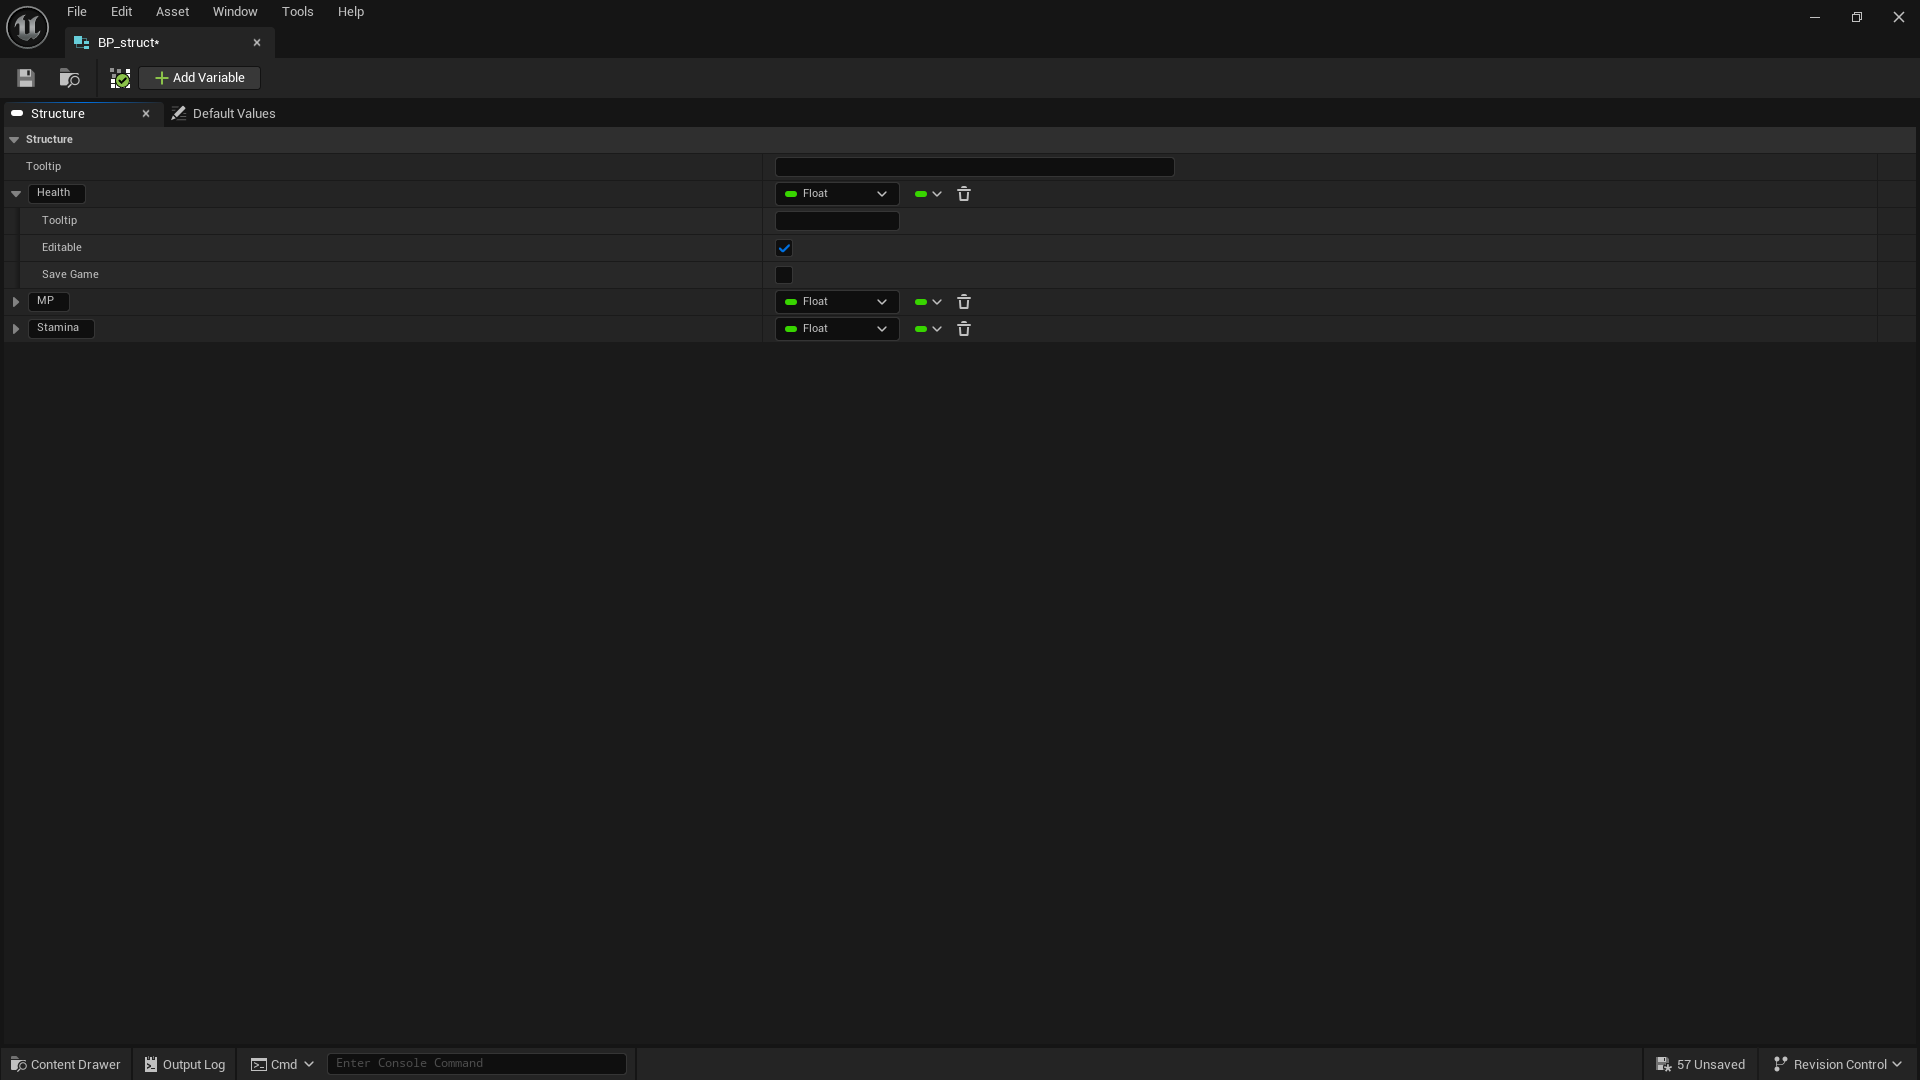 File Edit Asset Window Tools Help
BP_struct*
Add Variable
Structure Default Values
Structure
Tooltip
Health Float
Tooltip
Editable
Save Game
MP Float
Stamina Float
Content Drawer Output Log Cmd Enter Console Command 57 Unsaved Revision Control